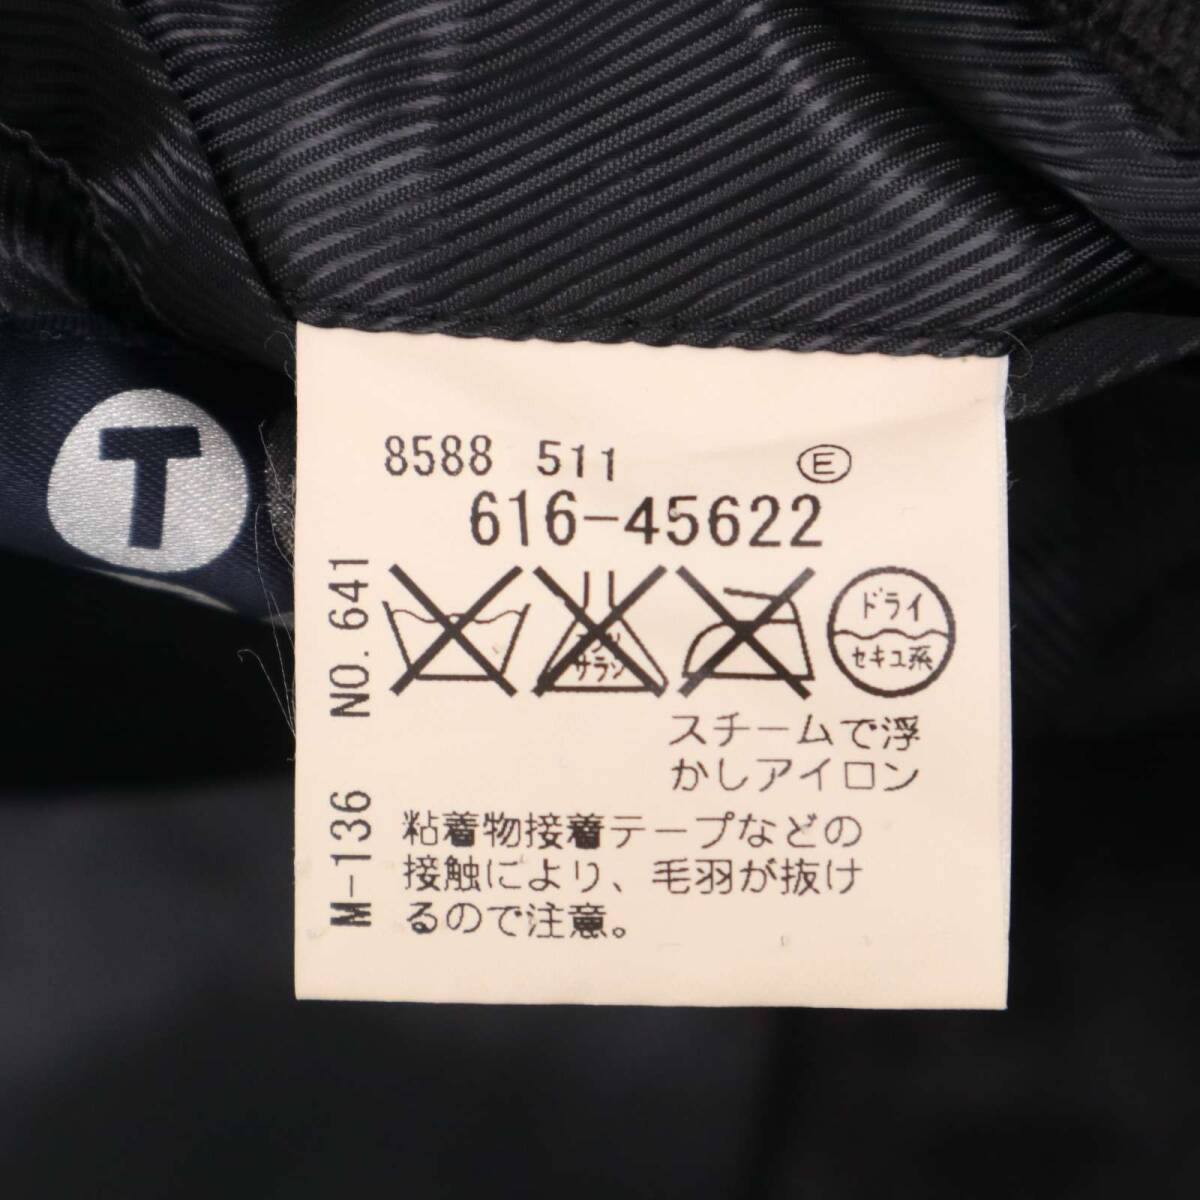 T
8588 511 E
616-45622
エンソ
サラシ
ドライ
セキユ系
スチームで浮
かしアイロン
粘着物接着テープなどの
接触により、毛羽が抜け
るので注意。
M-136 NO.641